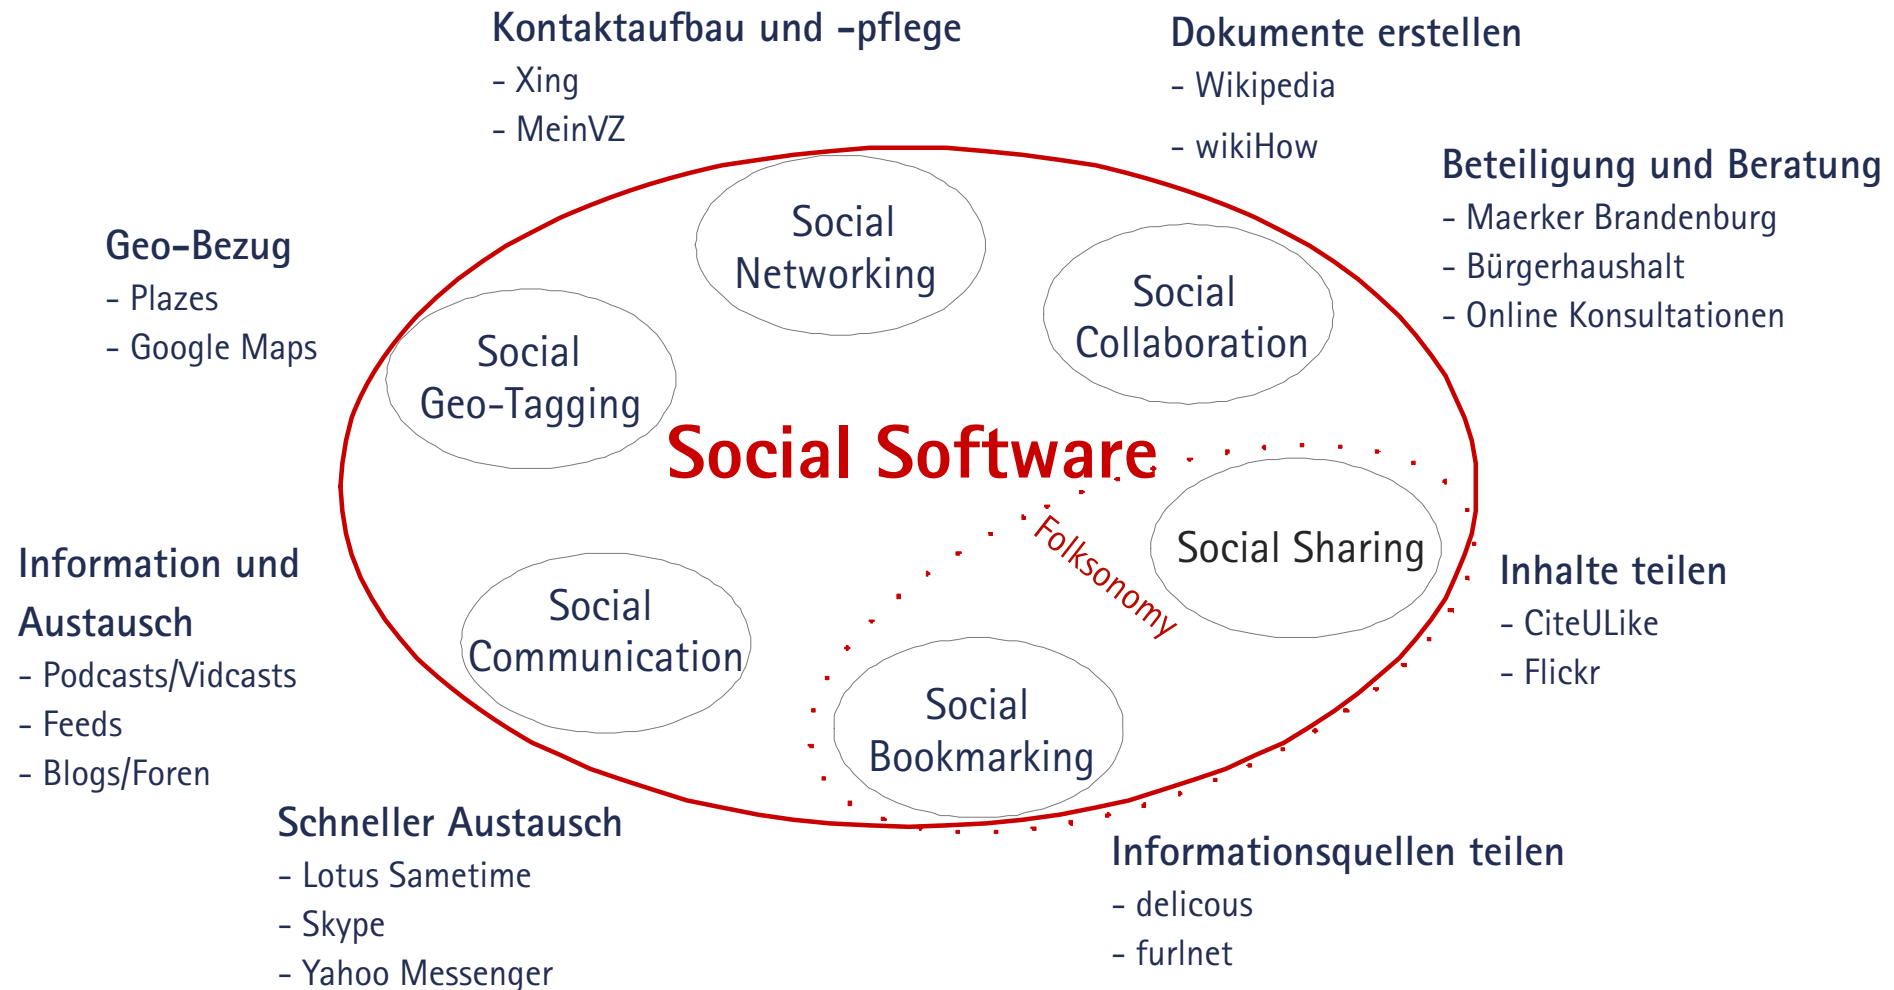 Kontaktaufbau und -pflege
- Xing
- MeinVZ
Dokumente erstellen
- Wikipedia
- wikiHow
Beteiligung und Beratung
- Maerker Brandenburg
- Bürgerhaushalt
- Online Konsultationen
Geo-Bezug
- Plazes
- Google Maps
Social
Networking
Social
Collaboration
Social
Geo-Tagging
Social Software
Folksonomy
Social Sharing
Inhalte teilen
- CiteULike
- Flickr
Information und
Austausch
- Podcasts/Vidcasts
- Feeds
- Blogs/Foren
Social
Communication
Social
Bookmarking
Schneller Austausch
- Lotus Sametime
- Skype
- Yahoo Messenger
Informationsquellen teilen
- delicous
- furlnet